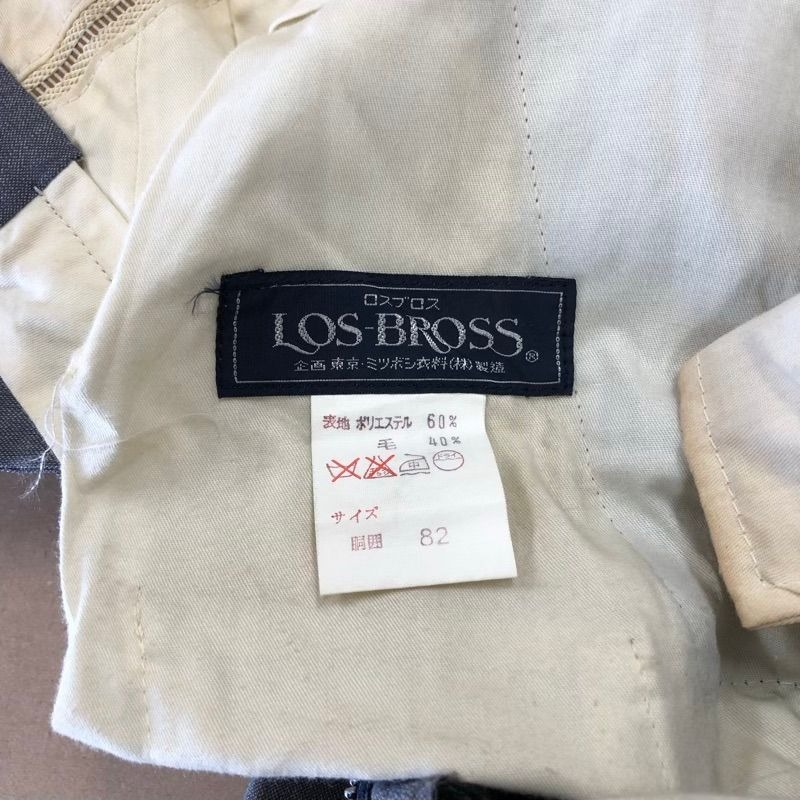 ロスブロス
LOS-BROSS®
企画 東京・ミツボシ衣料(株)製造
表地 ポリエステル 60%
毛 40%
中 ドライ
サイズ
胴囲 82